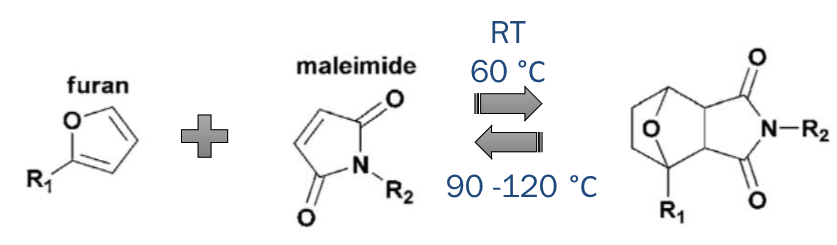 furan
O
R1
maleimide
O
N
R2
O
RT
60 °C
90 -120 °C
O
O
N-R2
O
R1